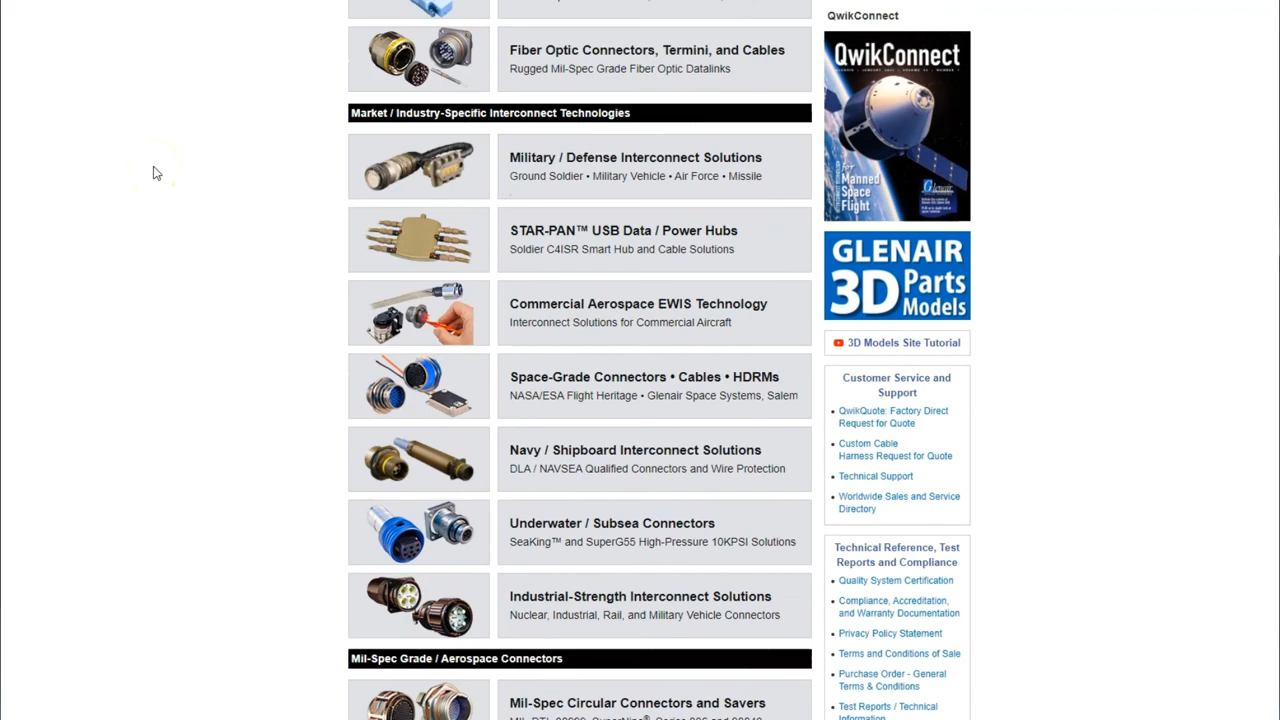 Fiber Optic Connectors, Termini, and Cables
Rugged Mil-Spec Grade Fiber Optic Datalinks
Market / Industry-Specific Interconnect Technologies
Military / Defense Interconnect Solutions
Ground Soldier • Military Vehicle • Air Force • Missile
STAR-PAN™ USB Data / Power Hubs
Soldier C4ISR Smart Hub and Cable Solutions
Commercial Aerospace EWIS Technology
Interconnect Solutions for Commercial Aircraft
Space-Grade Connectors • Cables • HDRMs
NASA/ESA Flight Heritage • Glenair Space Systems, Salem
Navy / Shipboard Interconnect Solutions
DLA / NAVSEA Qualified Connectors and Wire Protection
Underwater / Subsea Connectors
SeaKing™ and SuperG55 High-Pressure 10KPSI Solutions
Industrial-Strength Interconnect Solutions
Nuclear, Industrial, Rail, and Military Vehicle Connectors
Mil-Spec Grade / Aerospace Connectors
Mil-Spec Circular Connectors and Savers
QwikConnect
QwikConnect
For
Manned
Space
Flight
Glenair
GLENAIR
3D Parts
Models
3D Models Site Tutorial
Customer Service and
Support
• QwikQuote: Factory Direct
Request for Quote
• Custom Cable
Harness Request for Quote
• Technical Support
• Worldwide Sales and Service
Directory
Technical Reference, Test
Reports and Compliance
• Quality System Certification
• Compliance, Accreditation,
and Warranty Documentation
• Privacy Policy Statement
• Terms and Conditions of Sale
• Purchase Order - General
Terms & Conditions
• Test Reports / Technical
Information